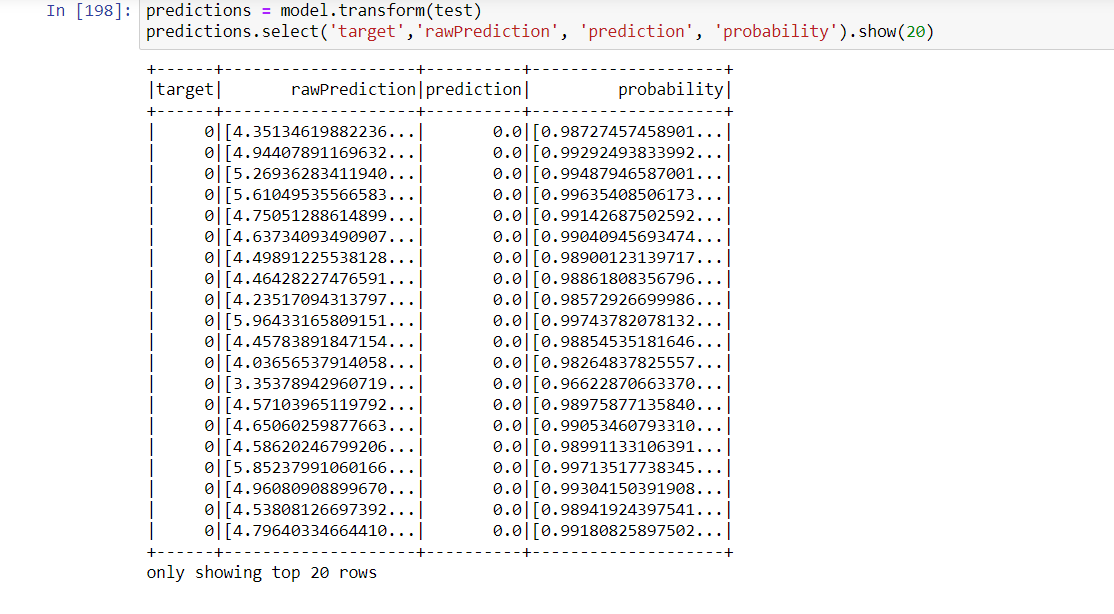 In [198]: predictions = model.transform(test)
predictions.select('target','rawPrediction', 'prediction', 'probability').show(20)
+------+--------------------+----------+--------------------+
|target|       rawPrediction|prediction|         probability|
+------+--------------------+----------+--------------------+
|     0|[4.35134619882236...|       0.0|[0.98727457458901...|
|     0|[4.94407891169632...|       0.0|[0.99292493833992...|
|     0|[5.26936283411940...|       0.0|[0.99487946587001...|
|     0|[5.61049535566583...|       0.0|[0.99635408506173...|
|     0|[4.75051288614899...|       0.0|[0.99142687502592...|
|     0|[4.63734093490907...|       0.0|[0.99040945693474...|
|     0|[4.49891225538128...|       0.0|[0.98900123139717...|
|     0|[4.46428227476591...|       0.0|[0.98861808356796...|
|     0|[4.23517094313797...|       0.0|[0.98572926699986...|
|     0|[5.96433165809151...|       0.0|[0.99743782078132...|
|     0|[4.45783891847154...|       0.0|[0.98854535181646...|
|     0|[4.03656537914058...|       0.0|[0.98264837825557...|
|     0|[3.35378942960719...|       0.0|[0.96622870663370...|
|     0|[4.57103965119792...|       0.0|[0.98975877135840...|
|     0|[4.65060259877663...|       0.0|[0.99053460793310...|
|     0|[4.58620246799206...|       0.0|[0.98991133106391...|
|     0|[5.85237991060166...|       0.0|[0.99713517738345...|
|     0|[4.96080908899670...|       0.0|[0.99304150391908...|
|     0|[4.53808126697392...|       0.0|[0.98941924397541...|
|     0|[4.79640334664410...|       0.0|[0.99180825897502...|
+------+--------------------+----------+--------------------+
only showing top 20 rows